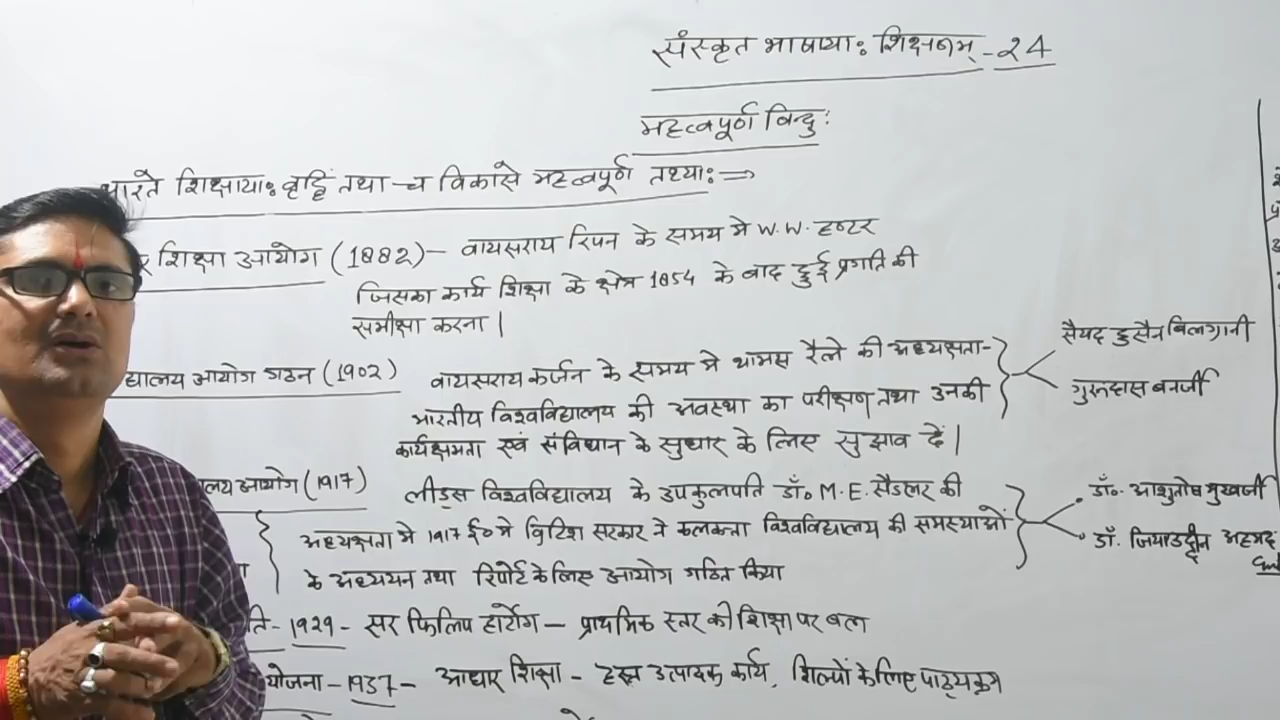 संस्कृत भाषायाः शिक्षणम् - 24
महत्वपूर्ण विन्दुः
भारते शिक्षायाः वृद्धिं तथा च विकासे महत्वपूर्ण तथ्याः ⇒
शिक्षा आयोग (1882) – वायसराय रिपन के समय मे W.W. हण्टर
जिसका कार्य शिक्षा के क्षेत्र 1854 के बाद हुई प्रगति की
समीक्षा करना |
द्यालय आयोग गठन (1902) वायसराय कर्जन के समय मे थामस रैले की अध्यक्षता-
भारतीय विश्वविद्यालय की अवस्था का परीक्षण तथा उनकी
कार्यक्षमता एवं संविधान के सुधार के लिए सुझाव दें |
सैयद हुसैन बिलग्रानी
गुरुदास बनर्जी
लय आयोग (1917) लीड्स विश्वविद्यालय के उपकुलपति डॉ० M.E. सैडलर की
अध्यक्षता मे 1917 ई० मे ब्रिटिश सरकार ने कलकत्ता विश्वविद्यालय की समस्याओं
के अध्ययन तथा रिपोर्ट के लिए आयोग गठित किया
डॉ० आशुतोष मुखर्जी
डॉ. जियाउद्दीन अहमद
ति - 1929 - सर फिलिप हार्टोग – प्राथमिक स्तर की शिक्षा पर बल
योजना - 1937 - आधार शिक्षा - हस्त उत्पादक कार्य, शिल्पों के लिए पाठ्यक्रम